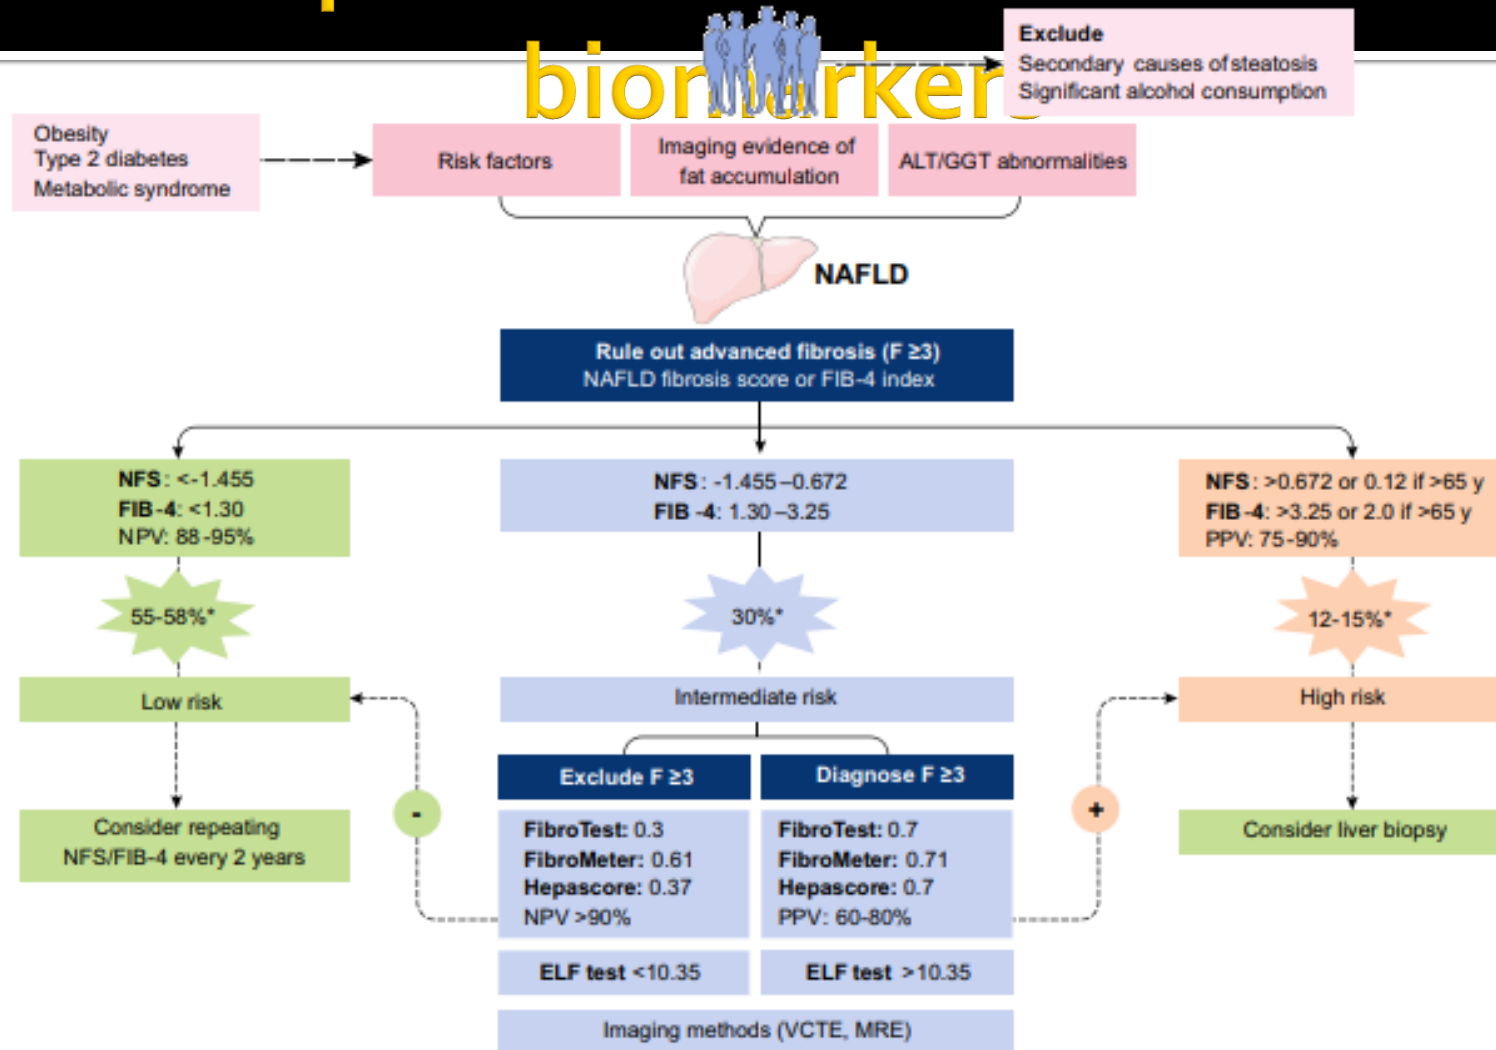 biomarkers
Exclude
Secondary causes of steatosis
Significant alcohol consumption
Obesity
Type 2 diabetes
Metabolic syndrome
Risk factors
Imaging evidence of
fat accumulation
ALT/GGT abnormalities
NAFLD
Rule out advanced fibrosis (F ≥3)
NAFLD fibrosis score or FIB-4 index
NFS: <-1.455
FIB-4: <1.30
NPV: 88-95%
NFS: -1.455–0.672
FIB-4: 1.30–3.25
NFS: >0.672 or 0.12 if >65 y
FIB-4: >3.25 or 2.0 if >65 y
PPV: 75-90%
55-58%*
30%*
12-15%*
Low risk
Intermediate risk
High risk
Exclude F ≥3
Diagnose F ≥3
-
+
Consider repeating
NFS/FIB-4 every 2 years
FibroTest: 0.3
FibroMeter: 0.61
Hepascore: 0.37
NPV >90%
FibroTest: 0.7
FibroMeter: 0.71
Hepascore: 0.7
PPV: 60-80%
Consider liver biopsy
ELF test <10.35
ELF test >10.35
Imaging methods (VCTE, MRE)